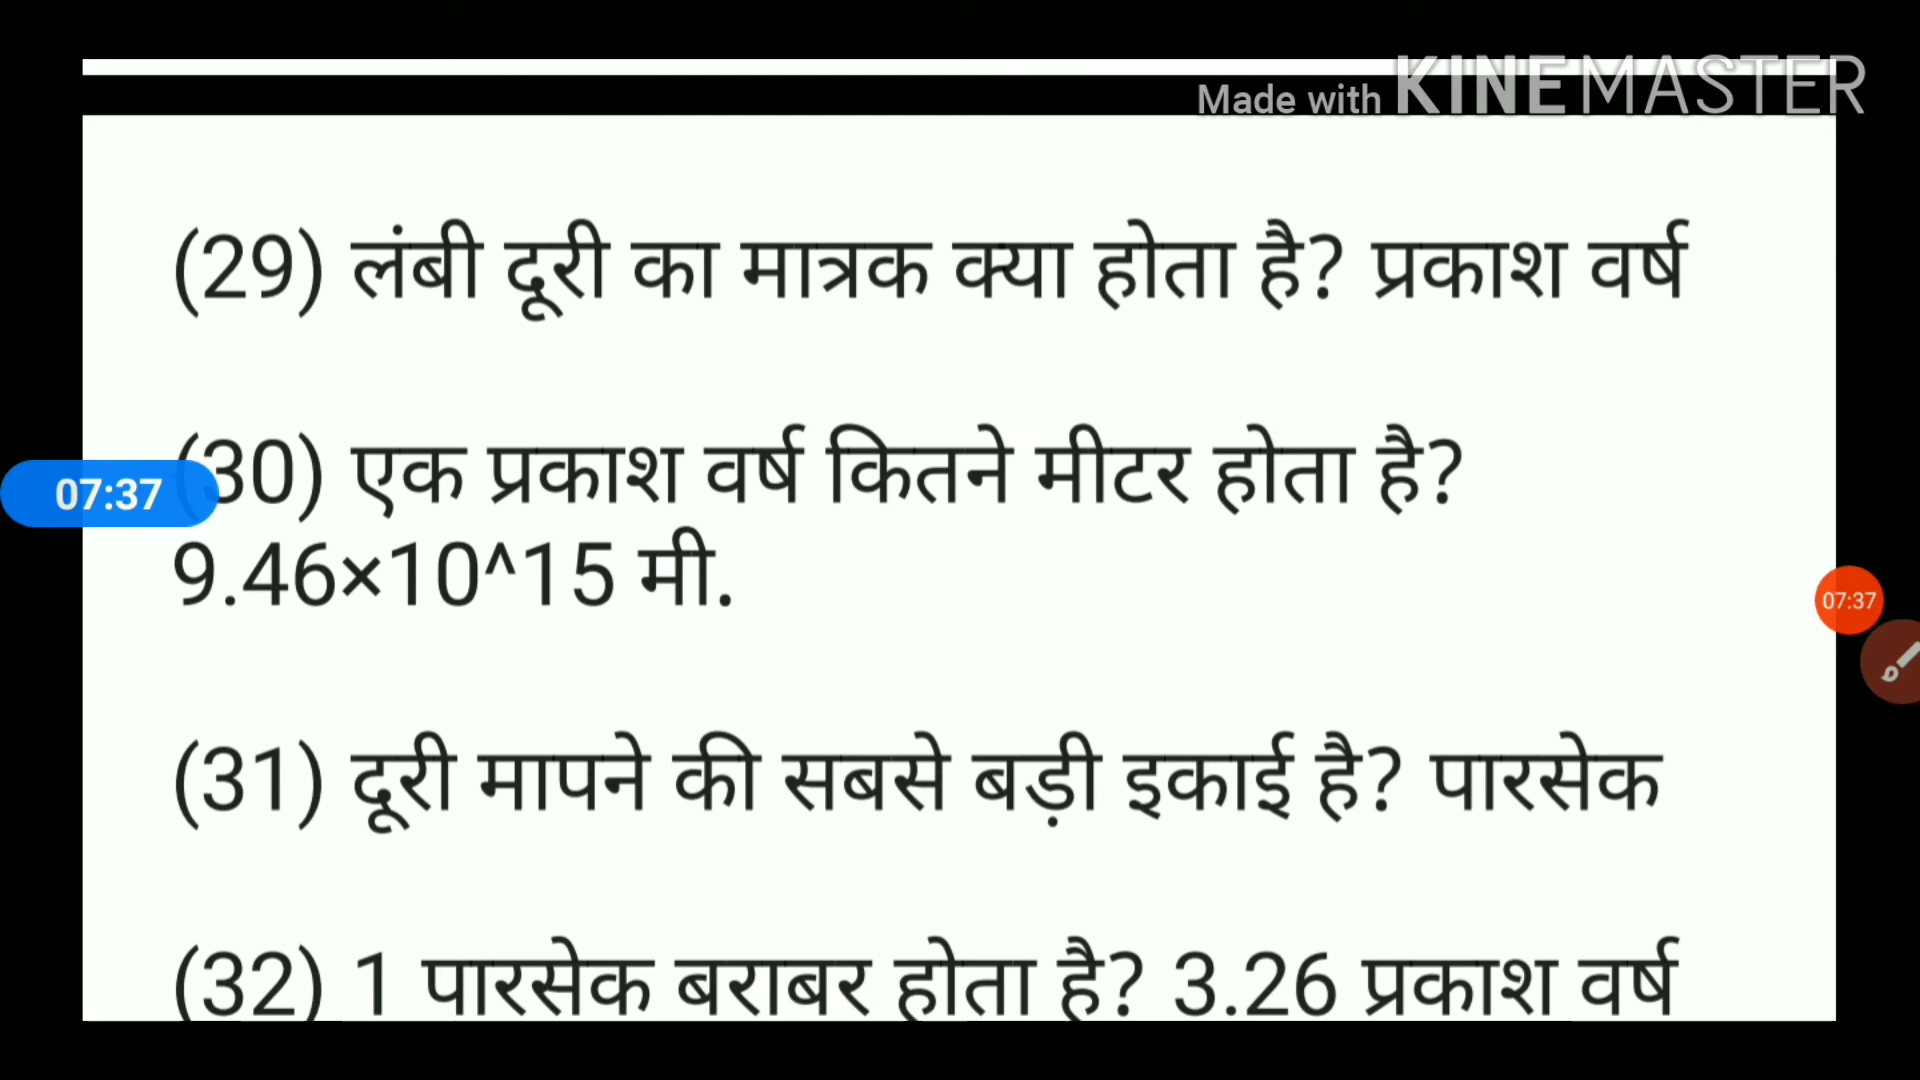 Made with KINEMASTER
(29) लंबी दूरी का मात्रक क्या होता है? प्रकाश वर्ष
(30) एक प्रकाश वर्ष कितने मीटर होता है?
07:37
9.46×10^15 मी.
07:37
(31) दूरी मापने की सबसे बड़ी इकाई है? पारसेक
(32) 1 पारसेक बराबर होता है? 3.26 प्रकाश वर्ष